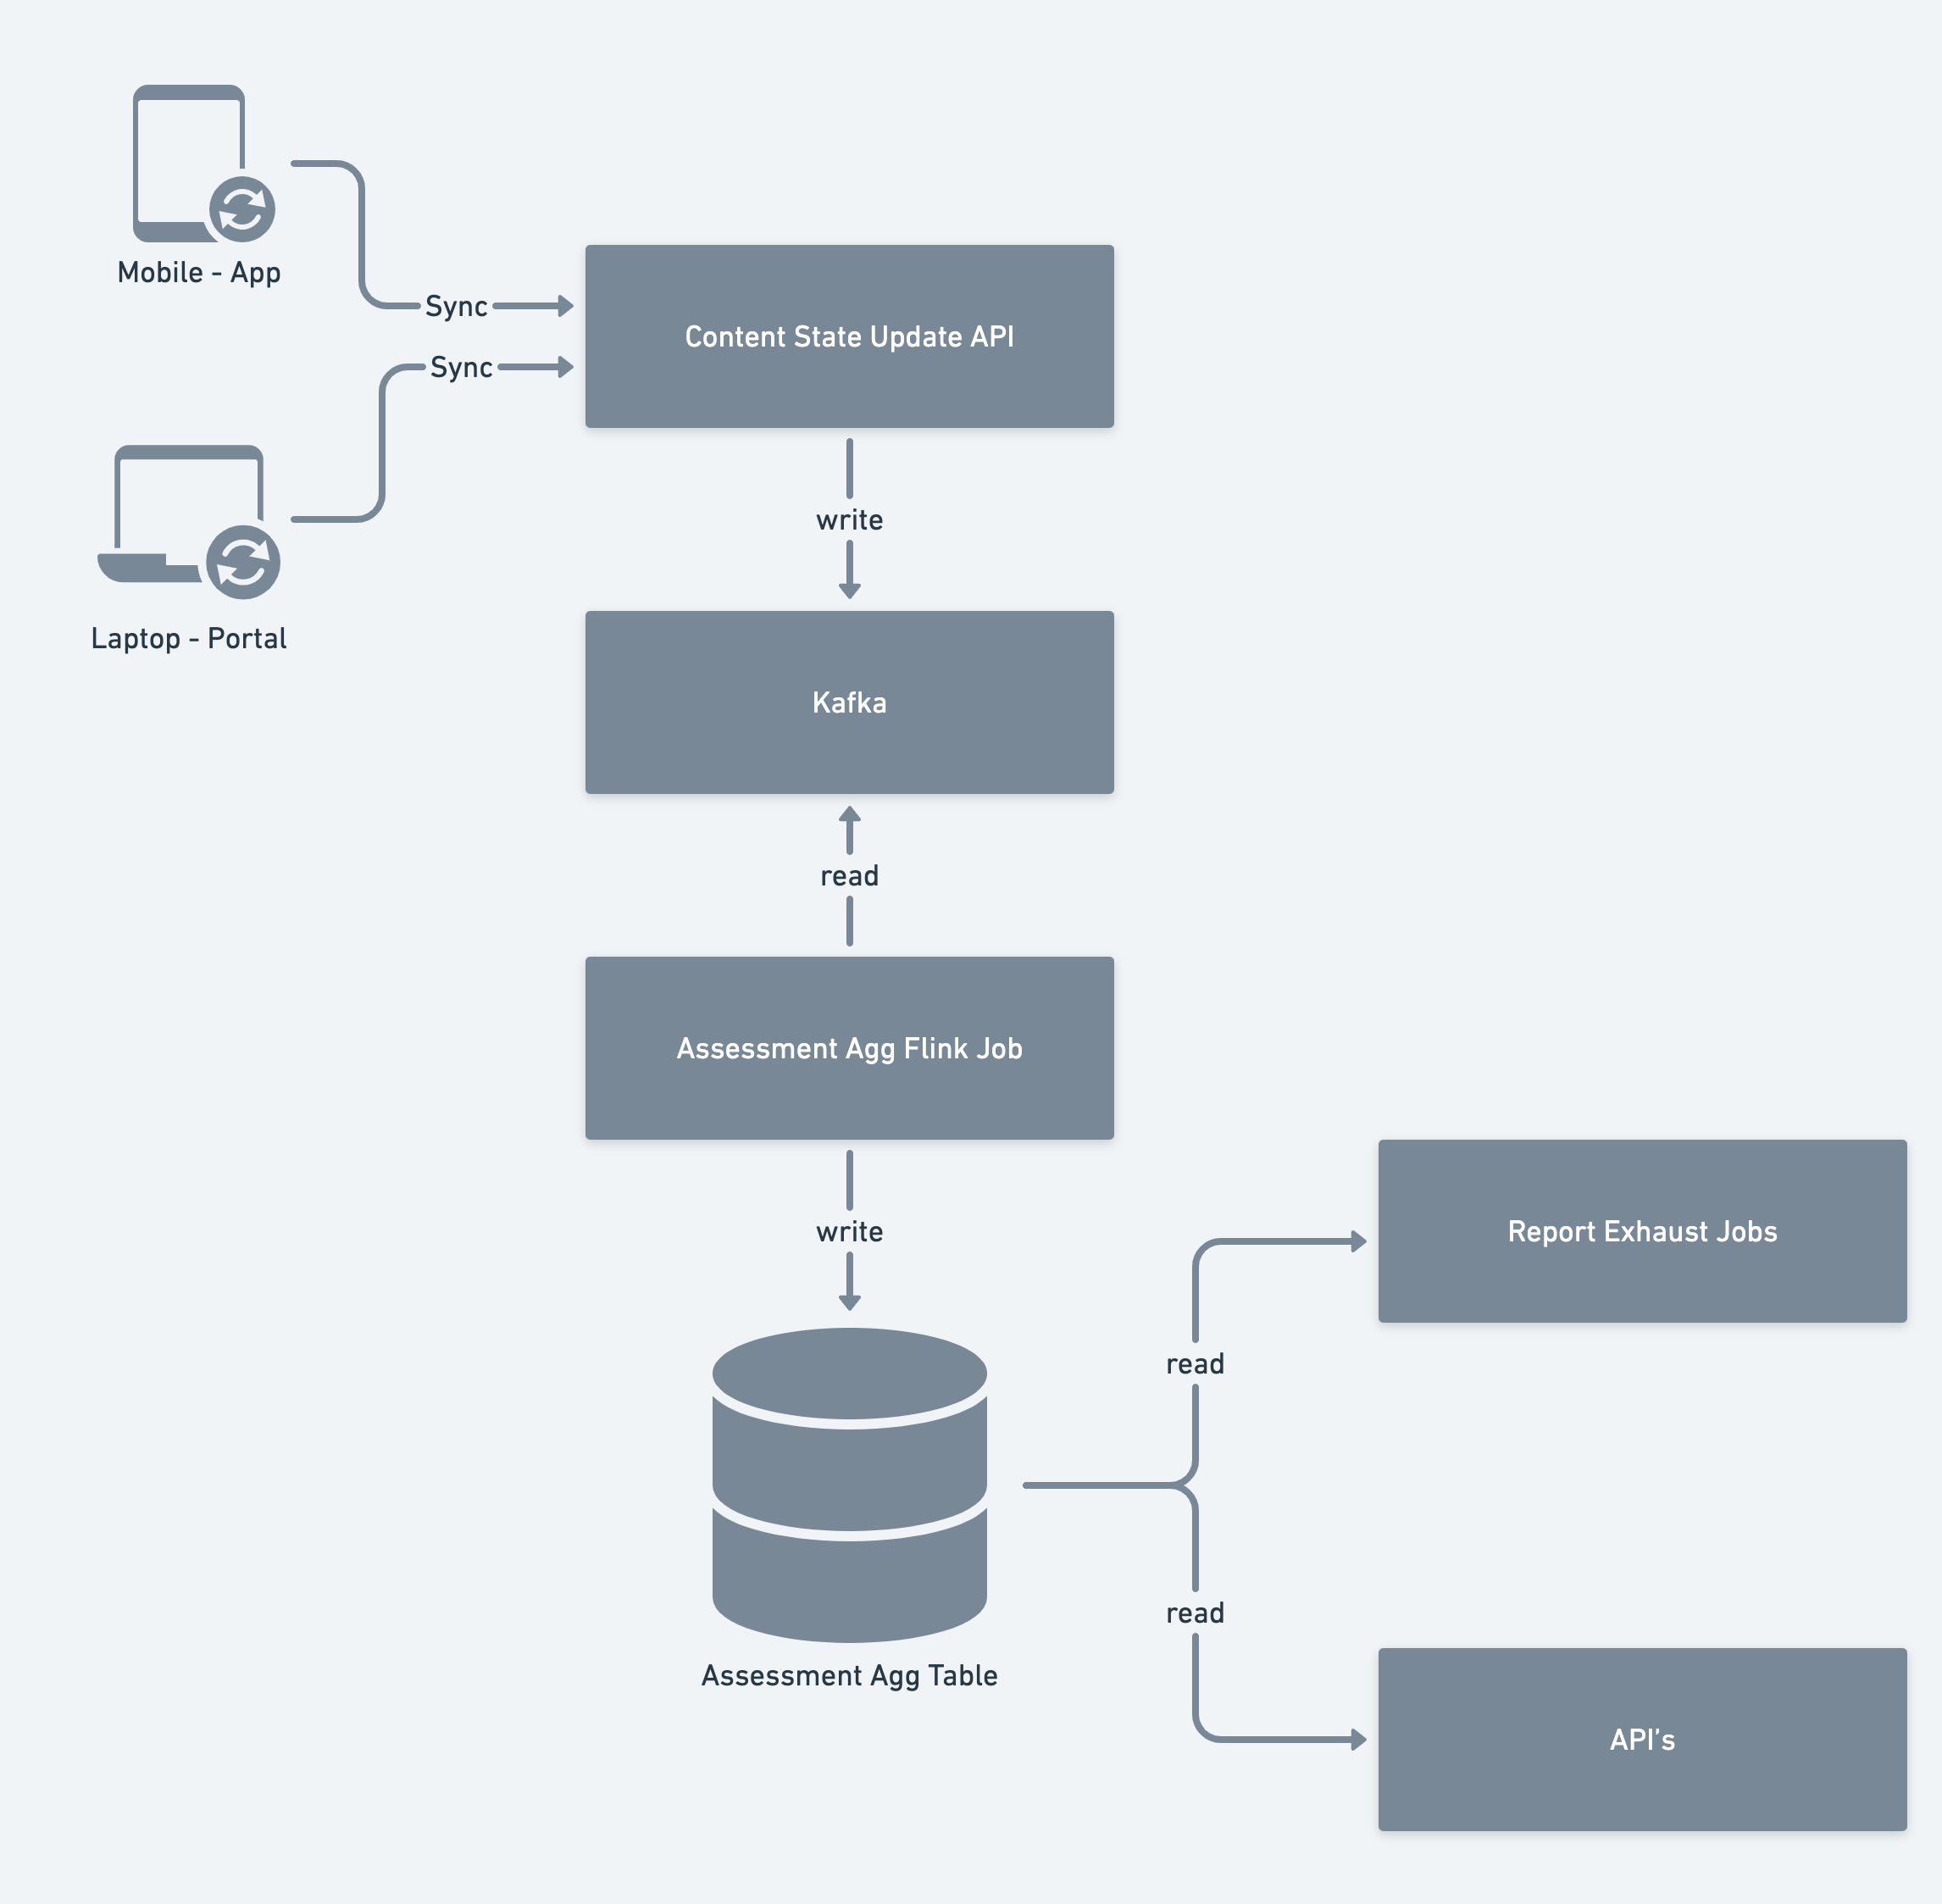 Mobile - App
Sync
Content State Update API
Sync
write
Laptop - Portal
Kafka
read
Assessment Agg Flink Job
write
Report Exhaust Jobs
read
read
Assessment Agg Table
API's